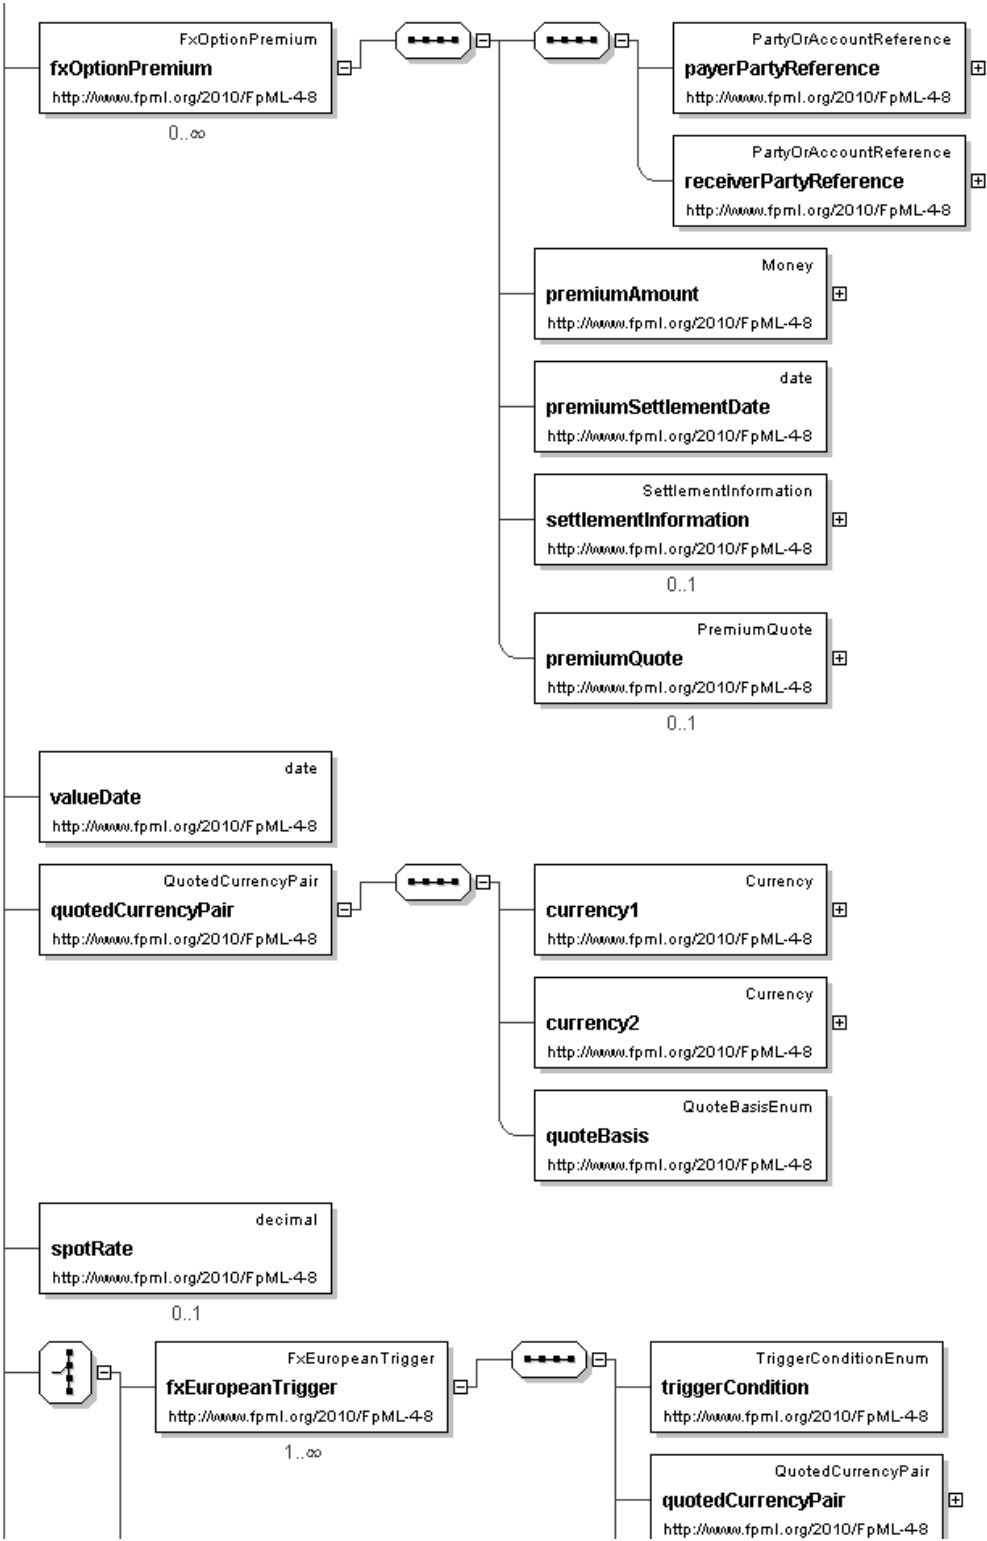 FxOptionPremium
fxOptionPremium
http://www.fpml.org/2010/FpML-4-8
0..∞
PartyOrAccountReference
payerPartyReference
http://www.fpml.org/2010/FpML-4-8
PartyOrAccountReference
receiverPartyReference
http://www.fpml.org/2010/FpML-4-8
Money
premiumAmount
http://www.fpml.org/2010/FpML-4-8
date
premiumSettlementDate
http://www.fpml.org/2010/FpML-4-8
SettlementInformation
settlementInformation
http://www.fpml.org/2010/FpML-4-8
0..1
PremiumQuote
premiumQuote
http://www.fpml.org/2010/FpML-4-8
0..1
date
valueDate
http://www.fpml.org/2010/FpML-4-8
QuotedCurrencyPair
quotedCurrencyPair
http://www.fpml.org/2010/FpML-4-8
Currency
currency1
http://www.fpml.org/2010/FpML-4-8
Currency
currency2
http://www.fpml.org/2010/FpML-4-8
QuoteBasisEnum
quoteBasis
http://www.fpml.org/2010/FpML-4-8
decimal
spotRate
http://www.fpml.org/2010/FpML-4-8
0..1
FxEuropeanTrigger
fxEuropeanTrigger
http://www.fpml.org/2010/FpML-4-8
1..∞
TriggerConditionEnum
triggerCondition
http://www.fpml.org/2010/FpML-4-8
QuotedCurrencyPair
quotedCurrencyPair
http://www.fpml.org/2010/FpML-4-8